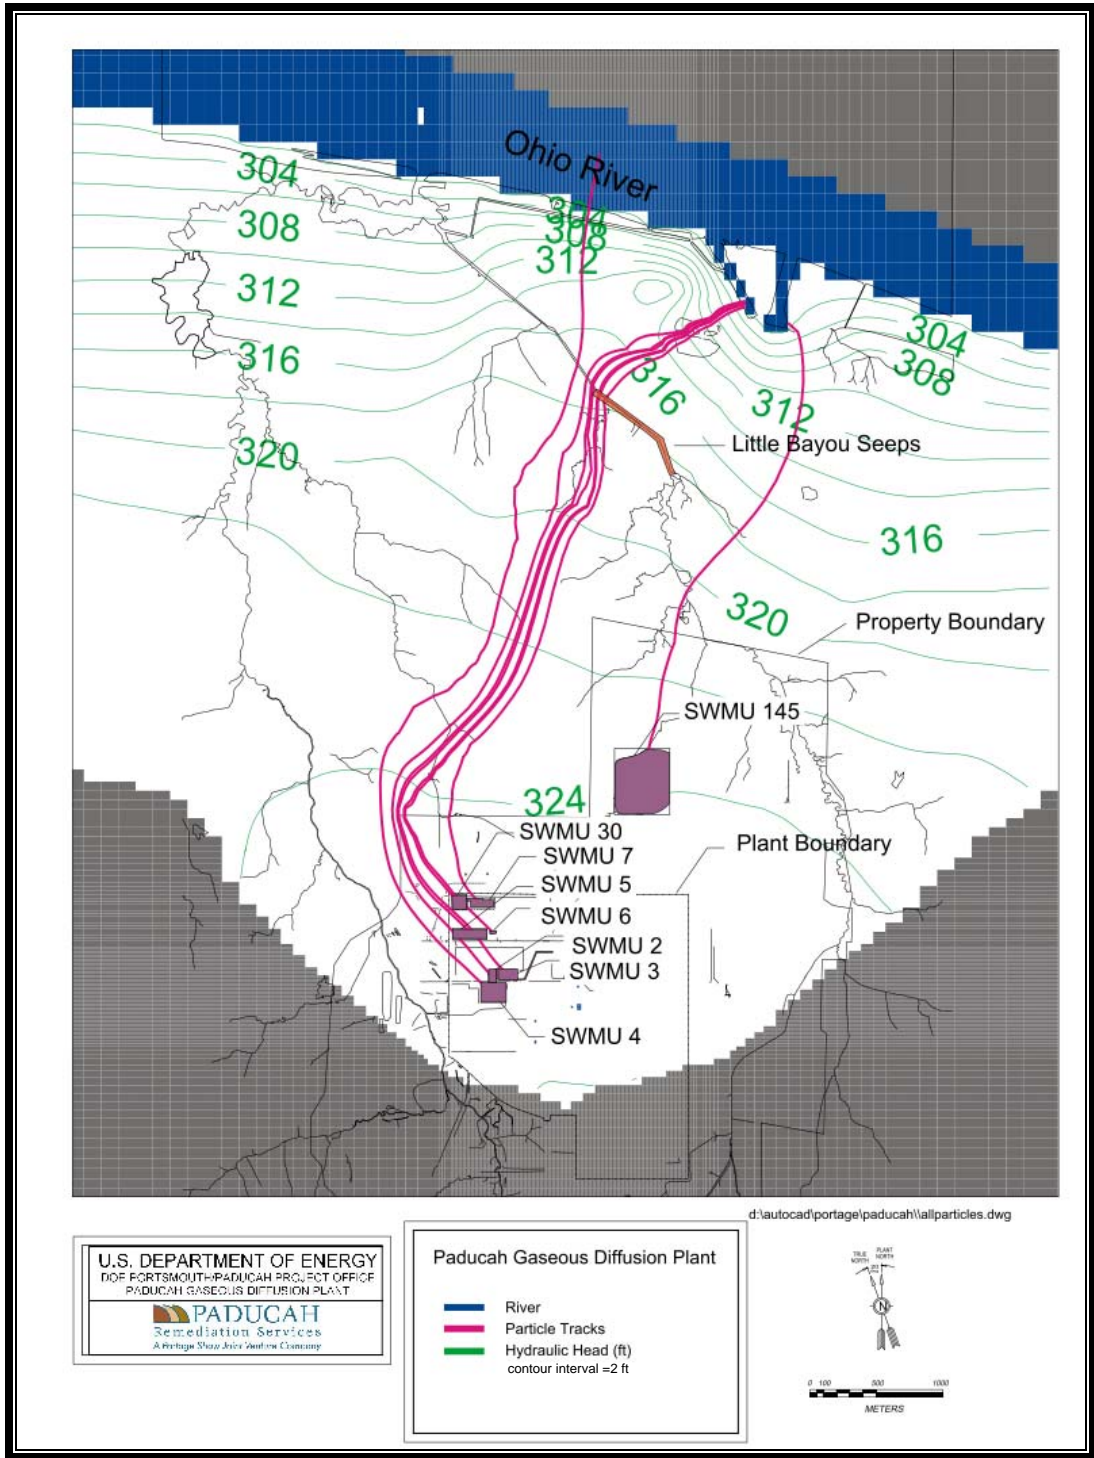 Ohio River
304
304
308
308
312
312
304
316
308
316
312
Little Bayou Seeps
320
316
320
Property Boundary
SWMU 145
324
SWMU 30
Plant Boundary
SWMU 7
SWMU 5
SWMU 6
SWMU 2
SWMU 3
SWMU 4
d:\autocad\portage\paducah\\allparticles.dwg
U.S. DEPARTMENT OF ENERGY
DOE PORTSMOUTH/PADUCAH PROJECT OFFICE
PADUCAH GASEOUS DIFFUSION PLANT
PADUCAH
Remediation Services
A Portage Shaw Joint Venture Company
Paducah Gaseous Diffusion Plant
River
Particle Tracks
Hydraulic Head (ft)
contour interval =2 ft
TRUE NORTH
PLANT NORTH
N
0 100 500 1000
METERS